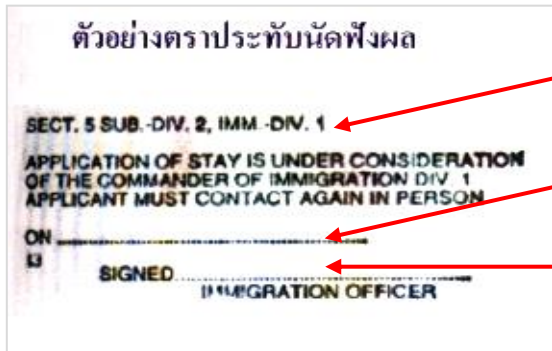 ตัวอย่างตราประทับนัดฟังผล
SECT. 5 SUB.-DIV. 2, IMM.-DIV. 1
APPLICATION OF STAY IS UNDER CONSIDERATION
OF THE COMMANDER OF IMMIGRATION DIV. 1
APPLICANT MUST CONTACT AGAIN IN PERSON
ON
SIGNED
IMMIGRATION OFFICER